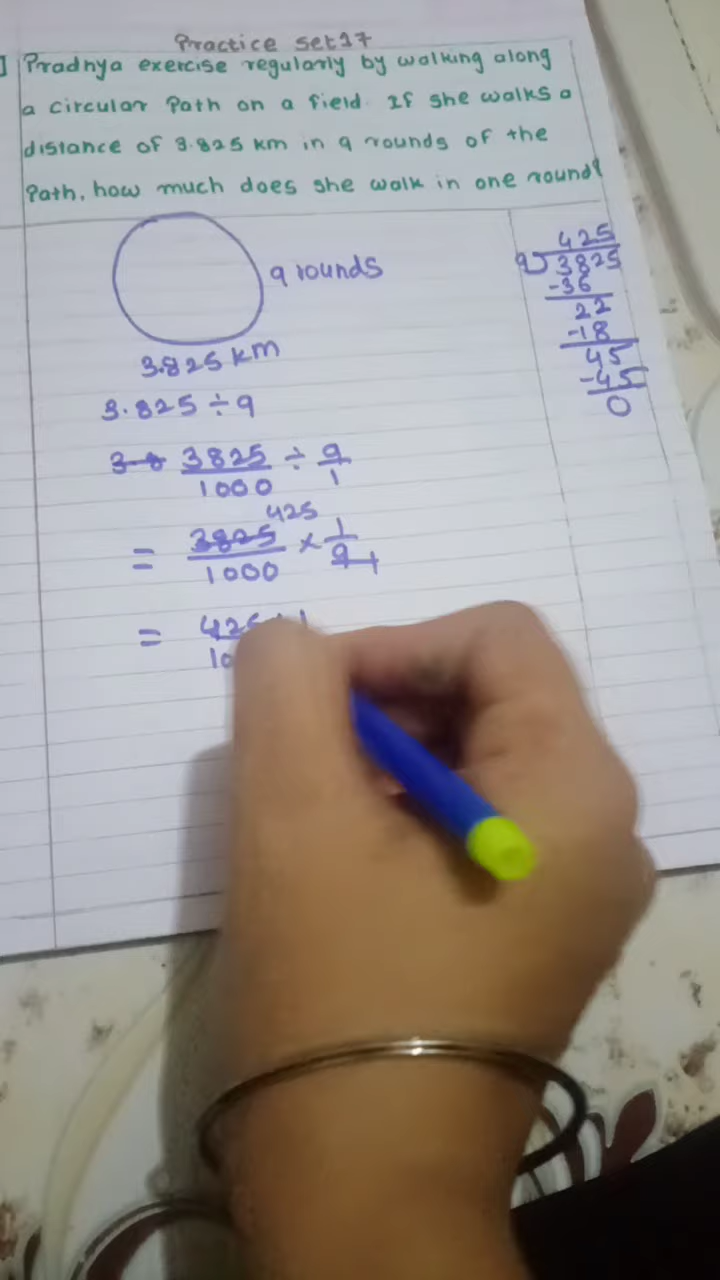 Practice set17
] Pradnya exercise regularly by walking along
a circular Path on a field. If she walks a
distance of 3.825 km in 9 rounds of the
Path, how much does she walk in one round?
9 rounds
3.825 km
3.825 ÷ 9
3825/1000 ÷ 9/1
425
= 3825/1000 × 1/9 1
= 425
425
9 3825
-36
22
-18
45
-45
0